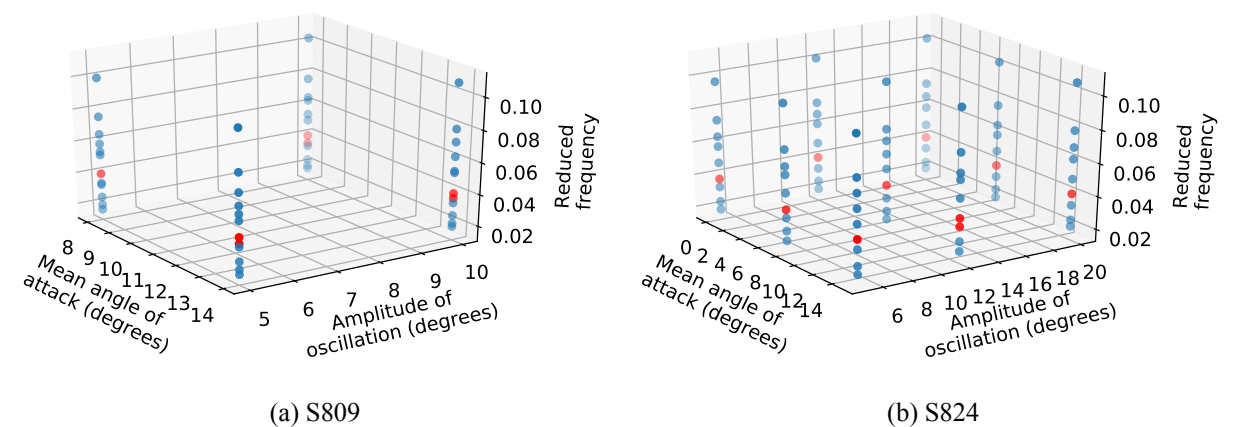 0.10
0.08
0.06
0.04
0.02
Reduced
frequency
8 9 10 11 12 13 14
Mean angle of
attack (degrees)
5 6 7 8 9 10
Amplitude of
oscillation (degrees)
(a) S809
0.10
0.08
0.06
0.04
0.02
Reduced
frequency
0 2 4 6 8 10 12 14
Mean angle of
attack (degrees)
6 8 10 12 14 16 18 20
Amplitude of
oscillation (degrees)
(b) S824